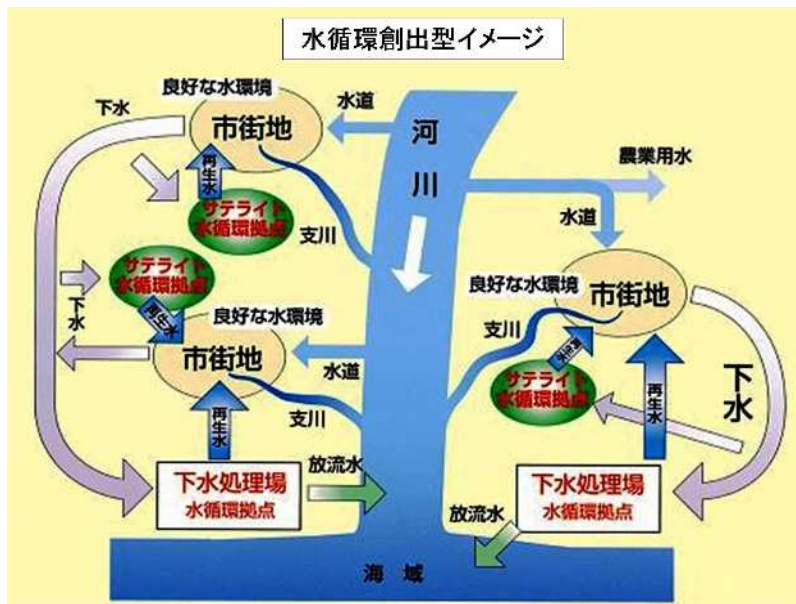 水循環創出型イメージ
良好な水環境
下水
市街地
水道
河川
再生水
農業用水
サテライト
水循環拠点
支川
水道
サテライト
水循環拠点
下水
再生水
良好な水環境
市街地
水道
支川
良好な水環境
市街地
支川
再生水
サテライト
水循環拠点
再生水
下水
再生水
下水処理場
水循環拠点
放流水
下水処理場
水循環拠点
放流水
海域